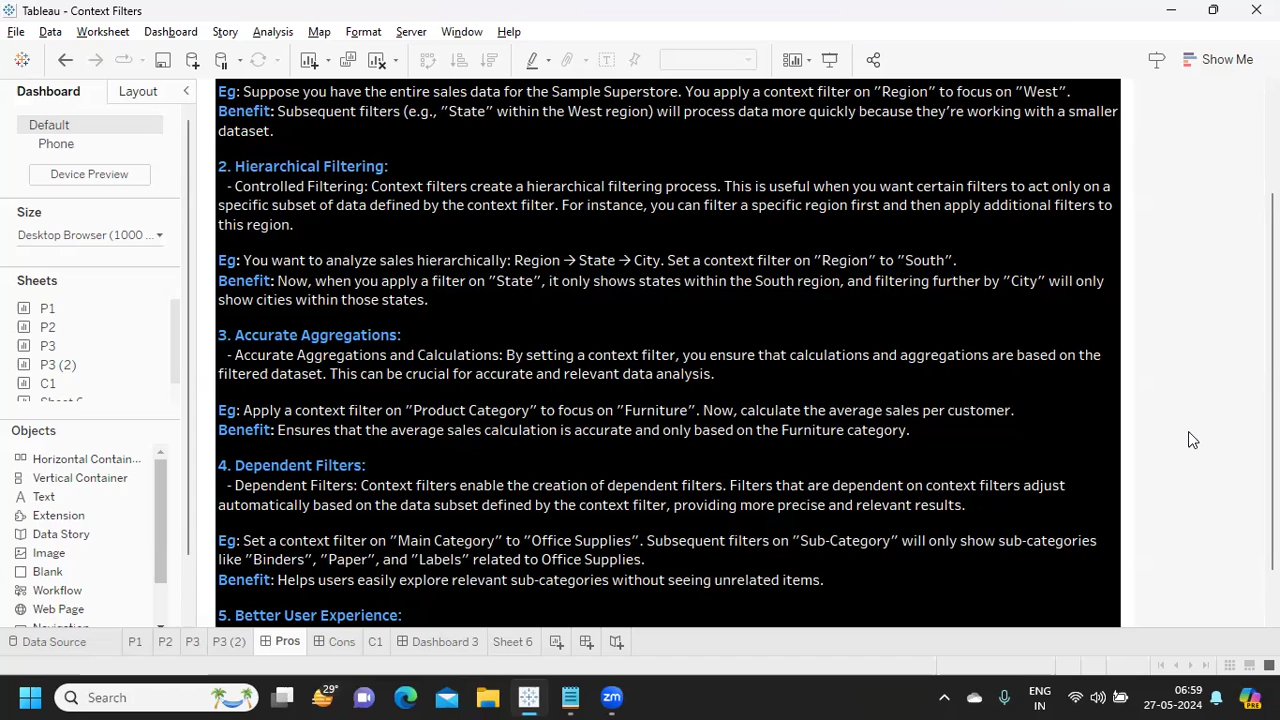 Tableau - Context Filters
File Data Worksheet Dashboard Story Analysis Map Format Server Window Help
Show Me
Dashboard Layout
Default
Phone
Device Preview
Size
Desktop Browser (1000 ...
Sheets
P1
P2
P3
P3 (2)
C1
Sheet 6
Objects
Horizontal Contain...
Vertical Container
Text
Extension
Data Story
Image
Blank
Workflow
Web Page
Eg: Suppose you have the entire sales data for the Sample Superstore. You apply a context filter on "Region" to focus on "West".
Benefit: Subsequent filters (e.g., "State" within the West region) will process data more quickly because they're working with a smaller
dataset.
2. Hierarchical Filtering:
- Controlled Filtering: Context filters create a hierarchical filtering process. This is useful when you want certain filters to act only on a
specific subset of data defined by the context filter. For instance, you can filter a specific region first and then apply additional filters to
this region.
Eg: You want to analyze sales hierarchically: Region → State → City. Set a context filter on "Region" to "South".
Benefit: Now, when you apply a filter on "State", it only shows states within the South region, and filtering further by "City" will only
show cities within those states.
3. Accurate Aggregations:
- Accurate Aggregations and Calculations: By setting a context filter, you ensure that calculations and aggregations are based on the
filtered dataset. This can be crucial for accurate and relevant data analysis.
Eg: Apply a context filter on "Product Category" to focus on "Furniture". Now, calculate the average sales per customer.
Benefit: Ensures that the average sales calculation is accurate and only based on the Furniture category.
4. Dependent Filters:
- Dependent Filters: Context filters enable the creation of dependent filters. Filters that are dependent on context filters adjust
automatically based on the data subset defined by the context filter, providing more precise and relevant results.
Eg: Set a context filter on "Main Category" to "Office Supplies". Subsequent filters on "Sub-Category" will only show sub-categories
like "Binders", "Paper", and "Labels" related to Office Supplies.
Benefit: Helps users easily explore relevant sub-categories without seeing unrelated items.
5. Better User Experience:
Data Source P1 P2 P3 P3 (2) Pros Cons C1 Dashboard 3 Sheet 6
Search
29°
zm
ENG
IN
06:59
27-05-2024
PRE